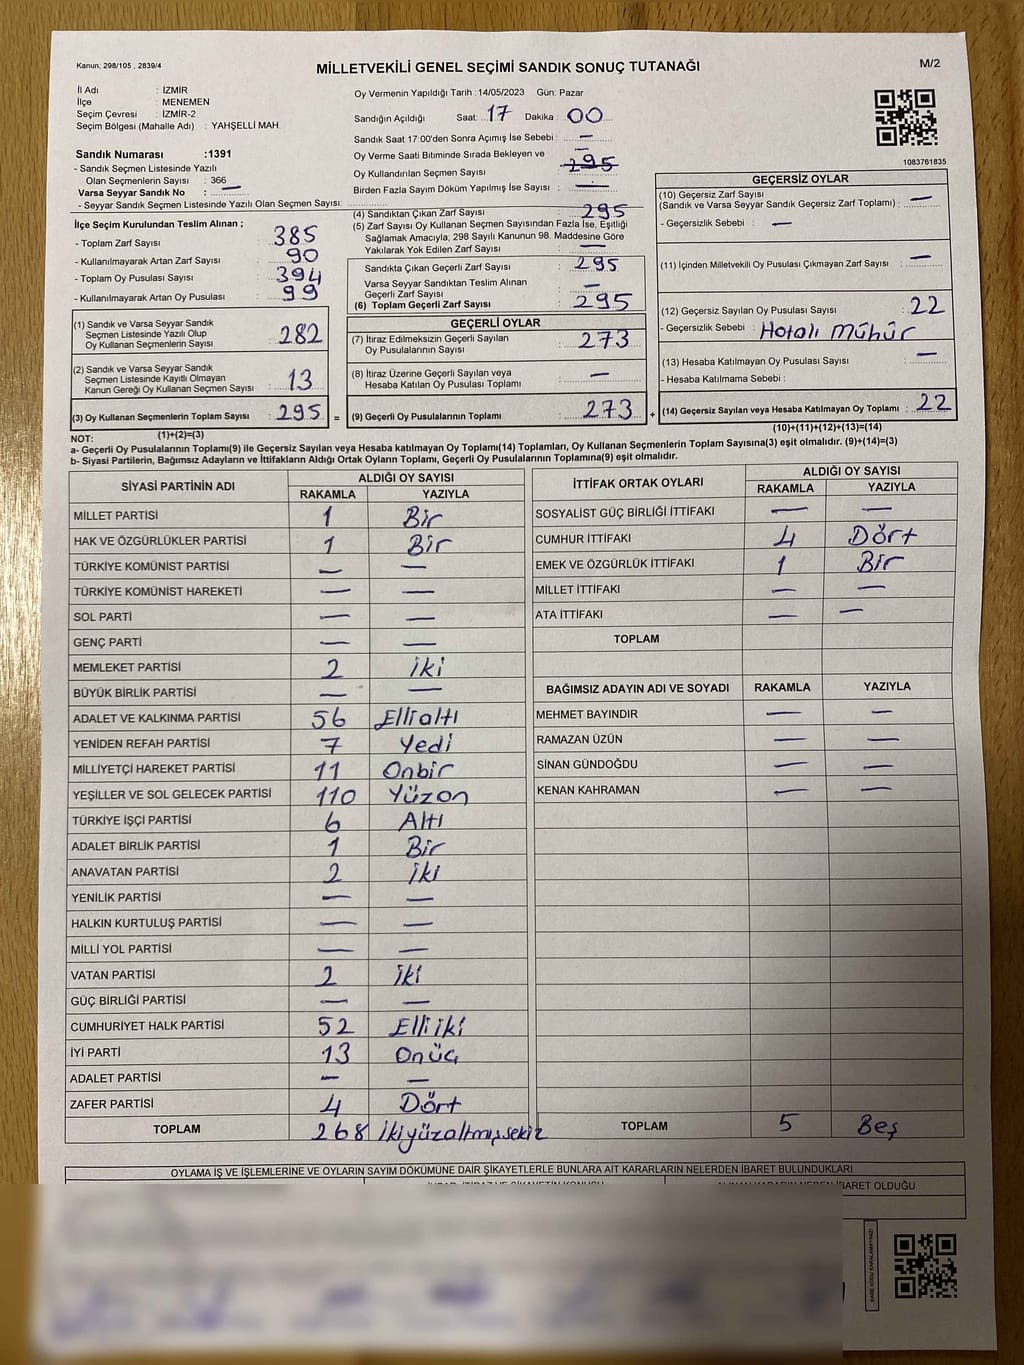 Kanun, 298/105 , 2839/4
MİLLETVEKİLİ GENEL SEÇİMİ SANDIK SONUÇ TUTANAĞI
M/2
İl Adı : İZMİR
İlçe : MENEMEN
Seçim Çevresi : İZMİR-2
Seçim Bölgesi (Mahalle Adı) : YAHŞELLİ MAH.
Oy Vermenin Yapıldığı Tarih :14/05/2023 Gün: Pazar
Sandığın Açıldığı Saat: 17 Dakika : 00
Sandık Saat 17:00'den Sonra Açımış İse Sebebi : —
Oy Verme Saati Bitiminde Sırada Bekleyen ve
Oy Kullandırılan Seçmen Sayısı : 295
Birden Fazla Sayım Döküm Yapılmış İse Sayısı : —
1083761835
Sandık Numarası :1391
- Sandık Seçmen Listesinde Yazılı
Olan Seçmenlerin Sayısı : 366
Varsa Seyyar Sandık No : —
- Seyyar Sandık Seçmen Listesinde Yazılı Olan Seçmen Sayısı:
İlçe Seçim Kurulundan Teslim Alınan ;
- Toplam Zarf Sayısı : 385
- Kullanılmayarak Artan Zarf Sayısı : 90
- Toplam Oy Pusulası Sayısı : 394
- Kullanılmayarak Artan Oy Pusulası : 99
(1) Sandık ve Varsa Seyyar Sandık
Seçmen Listesinde Yazılı Olup
Oy Kullanan Seçmenlerin Sayısı : 282
(2) Sandık ve Varsa Seyyar Sandık
Seçmen Listesinde Kayıtlı Olmayan
Kanun Gereği Oy Kullanan Seçmen Sayısı : 13
(3) Oy Kullanan Seçmenlerin Toplam Sayısı : 295 =
(1)+(2)=(3)
(4) Sandıktan Çıkan Zarf Sayısı : 295
(5) Zarf Sayısı Oy Kullanan Seçmen Sayısından Fazla İse, Eşitliği
Sağlamak Amacıyla, 298 Sayılı Kanunun 98. Maddesine Göre
Yakılarak Yok Edilen Zarf Sayısı : —
Sandıkta Çıkan Geçerli Zarf Sayısı : 295
Varsa Seyyar Sandıktan Teslim Alınan
Geçerli Zarf Sayısı : —
(6) Toplam Geçerli Zarf Sayısı : 295
GEÇERLİ OYLAR
(7) İtiraz Edilmeksizin Geçerli Sayılan
Oy Pusulalarının Sayısı : 273
(8) İtiraz Üzerine Geçerli Sayılan veya
Hesaba Katılan Oy Pusulası Toplamı : —
(9) Geçerli Oy Pusulalarının Toplamı : 273 +
GEÇERSİZ OYLAR
(10) Geçersiz Zarf Sayısı
(Sandık ve Varsa Seyyar Sandık Geçersiz Zarf Toplamı) : —
- Geçersizlik Sebebi : —
(11) İçinden Milletvekili Oy Pusulası Çıkmayan Zarf Sayısı : —
(12) Geçersiz Sayılan Oy Pusulası Sayısı : 22
- Geçersizlik Sebebi : Hatalı Mühür
(13) Hesaba Katılmayan Oy Pusulası Sayısı : —
- Hesaba Katılmama Sebebi :
(14) Geçersiz Sayılan veya Hesaba Katılmayan Oy Toplamı : 22
(10)+(11)+(12)+(13)=(14)
NOT:
a- Geçerli Oy Pusulalarının Toplamı(9) ile Geçersiz Sayılan veya Hesaba katılmayan Oy Toplamı(14) Toplamları, Oy Kullanan Seçmenlerin Toplam Sayısına(3) eşit olmalıdır. (9)+(14)=(3)
b- Siyasi Partilerin, Bağımsız Adayların ve İttifakların Aldığı Ortak Oyların Toplamı, Geçerli Oy Pusulalarının Toplamına(9) eşit olmalıdır.
SİYASİ PARTİNİN ADI
ALDIĞI OY SAYISI
RAKAMLA YAZIYLA
MİLLET PARTİSİ 1 Bir
HAK VE ÖZGÜRLÜKLER PARTİSİ 1 Bir
TÜRKİYE KOMÜNİST PARTİSİ — —
TÜRKİYE KOMÜNİST HAREKETİ — —
SOL PARTİ — —
GENÇ PARTİ — —
MEMLEKET PARTİSİ 2 iki
BÜYÜK BİRLİK PARTİSİ — —
ADALET VE KALKINMA PARTİSİ 56 Ellialtı
YENİDEN REFAH PARTİSİ 7 Yedi
MİLLİYETÇİ HAREKET PARTİSİ 11 Onbir
YEŞİLLER VE SOL GELECEK PARTİSİ 110 Yüzon
TÜRKİYE İŞÇİ PARTİSİ 6 Altı
ADALET BİRLİK PARTİSİ 1 Bir
ANAVATAN PARTİSİ 2 iki
YENİLİK PARTİSİ — —
HALKIN KURTULUŞ PARTİSİ — —
MİLLİ YOL PARTİSİ — —
VATAN PARTİSİ 2 iki
GÜÇ BİRLİĞİ PARTİSİ — —
CUMHURİYET HALK PARTİSİ 52 Elliiki
İYİ PARTİ 13 Onüç
ADALET PARTİSİ — —
ZAFER PARTİSİ 4 Dört
TOPLAM 268 ikiyüzaltmışsekiz
İTTİFAK ORTAK OYLARI
ALDIĞI OY SAYISI
RAKAMLA YAZIYLA
SOSYALİST GÜÇ BİRLİĞİ İTTİFAKI — —
CUMHUR İTTİFAKI 4 Dört
EMEK VE ÖZGÜRLÜK İTTİFAKI 1 Bir
MİLLET İTTİFAKI — —
ATA İTTİFAKI — —
TOPLAM
BAĞIMSIZ ADAYIN ADI VE SOYADI RAKAMLA YAZIYLA
MEHMET BAYINDIR — —
RAMAZAN ÜZÜN — —
SİNAN GÜNDOĞDU — —
KENAN KAHRAMAN — —
TOPLAM 5 Beş
OYLAMA İŞ VE İŞLEMLERİNE VE OYLARIN SAYIM DÖKÜMÜNE DAİR ŞİKAYETLERLE BUNLARA AİT KARARLARIN NELERDEN İBARET BULUNDUKLARI